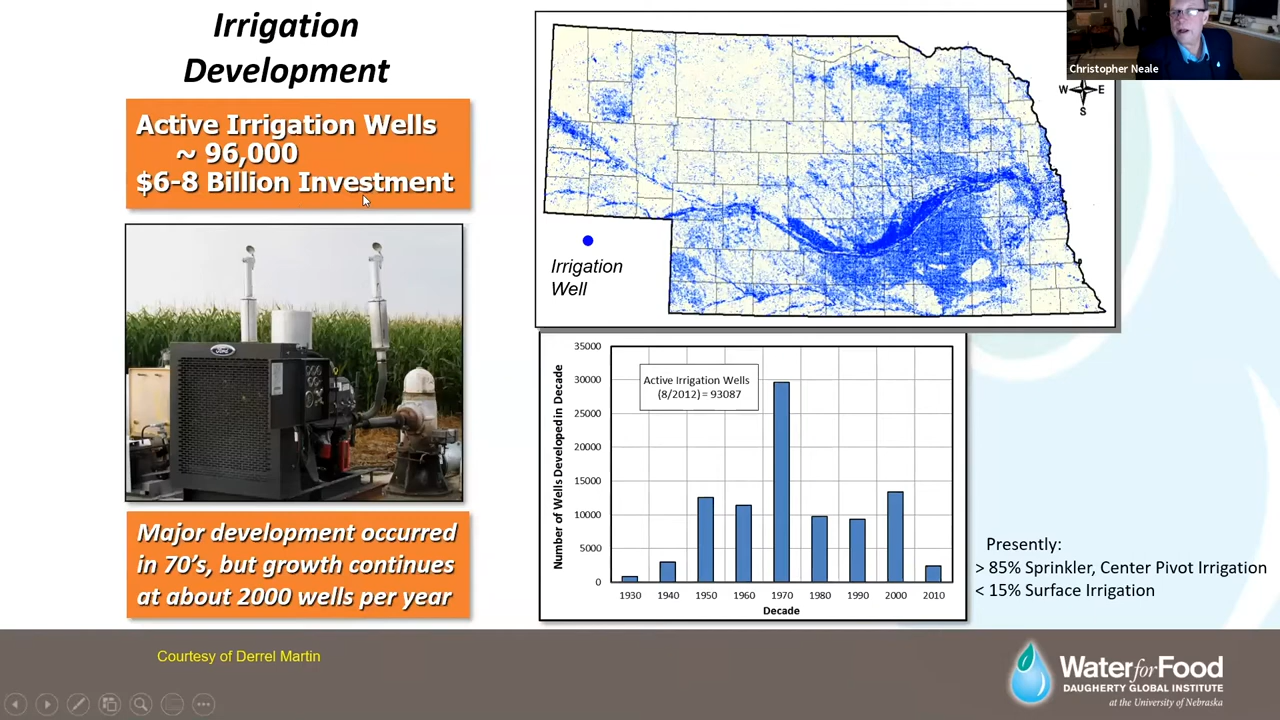 Irrigation
Development
Active Irrigation Wells
~ 96,000
$6-8 Billion Investment
Ford
Major development occurred
in 70's, but growth continues
at about 2000 wells per year
Irrigation
Well
Christopher Neale
W E
S
Number of Wells Developed in Decade
35000
30000
25000
20000
15000
10000
5000
0
Active Irrigation Wells
(8/2012) = 93087
1930 1940 1950 1960 1970 1980 1990 2000 2010
Decade
Presently:
> 85% Sprinkler, Center Pivot Irrigation
< 15% Surface Irrigation
Courtesy of Derrel Martin
Water for Food
DAUGHERTY GLOBAL INSTITUTE
at the University of Nebraska